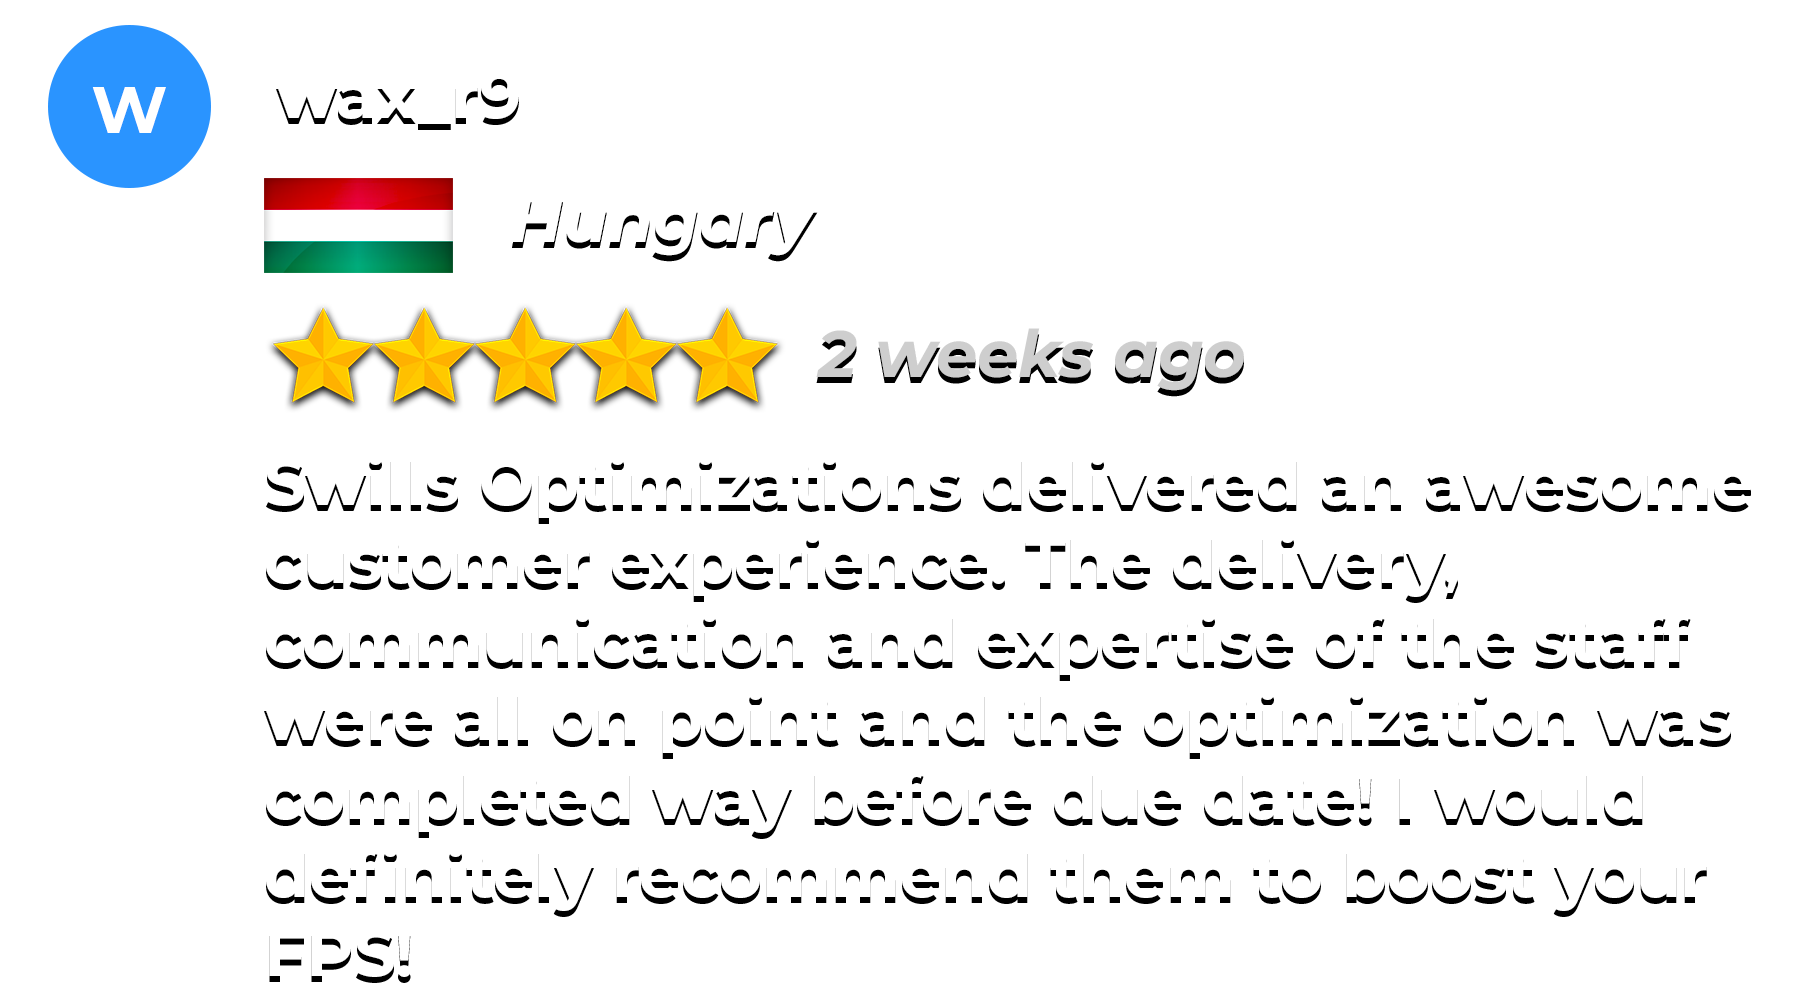 W
wax_r9
Hungary
2 weeks ago
Swills Optimizations delivered an awesome
customer experience. The delivery,
communication and expertise of the staff
were all on point and the optimization was
completed way before due date! I would
definitely recommend them to boost your
FPS!